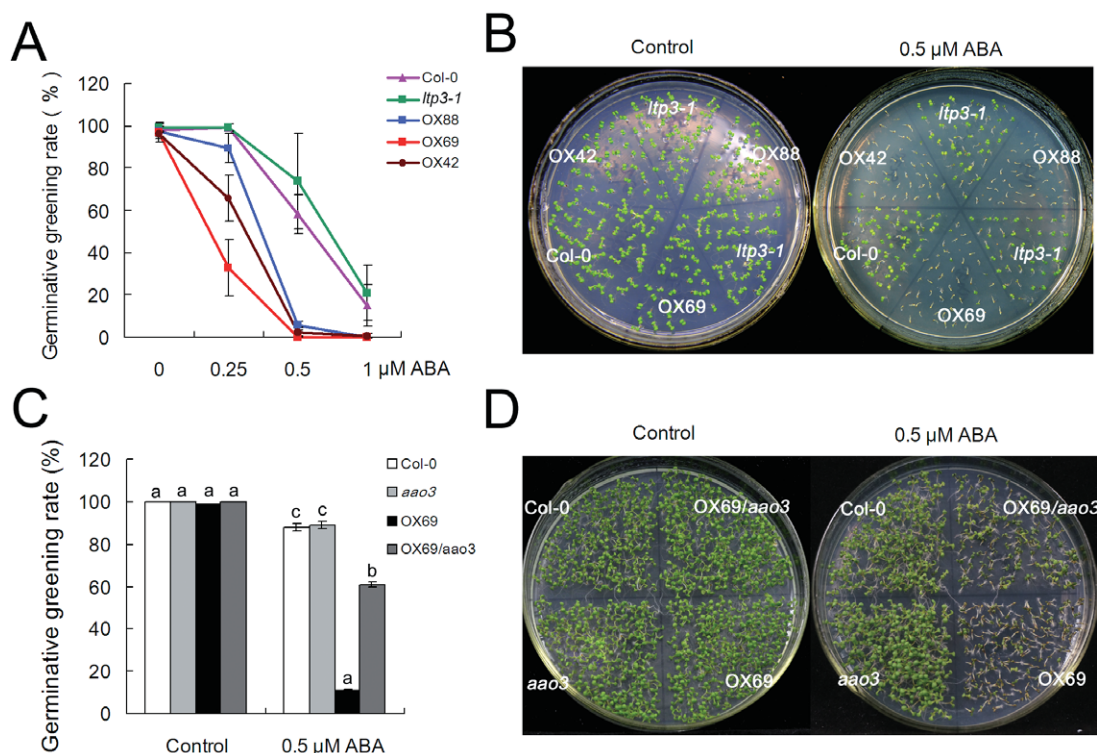 A
Germinative greening rate ( % )
120
100
80
60
40
20
0
0 0.25 0.5 1 µM ABA
Col-0
ltp3-1
OX88
OX69
OX42
B
Control 0.5 µM ABA
ltp3-1
OX42
OX88
Col-0
ltp3-1
OX69
ltp3-1
OX42
OX88
Col-0
ltp3-1
OX69
C
Germinative greening rate (%)
120
100
80
60
40
20
0
a a a a
c c
a
b
Control 0.5 µM ABA
Col-0
aao3
OX69
OX69/aao3
D
Control 0.5 µM ABA
Col-0 OX69/aao3
aao3 OX69
Col-0 OX69/aao3
aao3 OX69